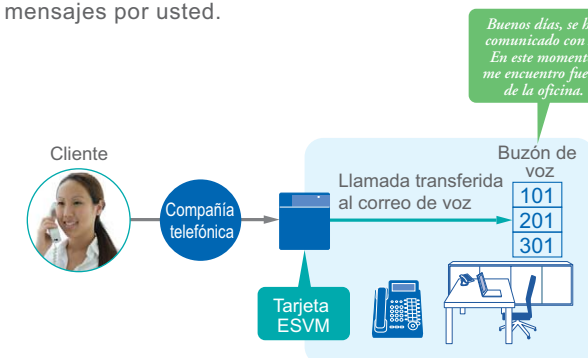 mensajes por usted.
Buenos días, se h
comunicado con
En este moment
me encuentro fue
de la oficina.
Cliente
Compañía
telefónica
Llamada transferida
al correo de voz
Buzón de
voz
101
201
301
Tarjeta
ESVM